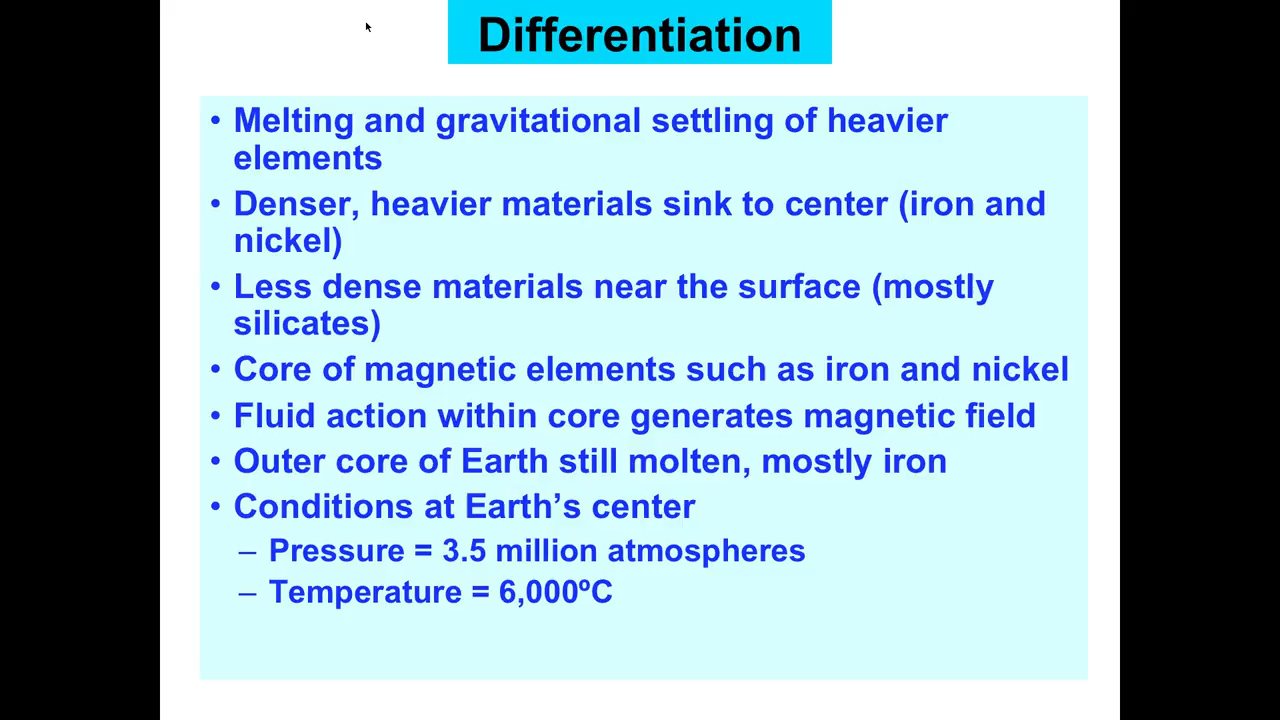 Differentiation
• Melting and gravitational settling of heavier
elements
• Denser, heavier materials sink to center (iron and
nickel)
• Less dense materials near the surface (mostly
silicates)
• Core of magnetic elements such as iron and nickel
• Fluid action within core generates magnetic field
• Outer core of Earth still molten, mostly iron
• Conditions at Earth’s center
– Pressure = 3.5 million atmospheres
– Temperature = 6,000ºC